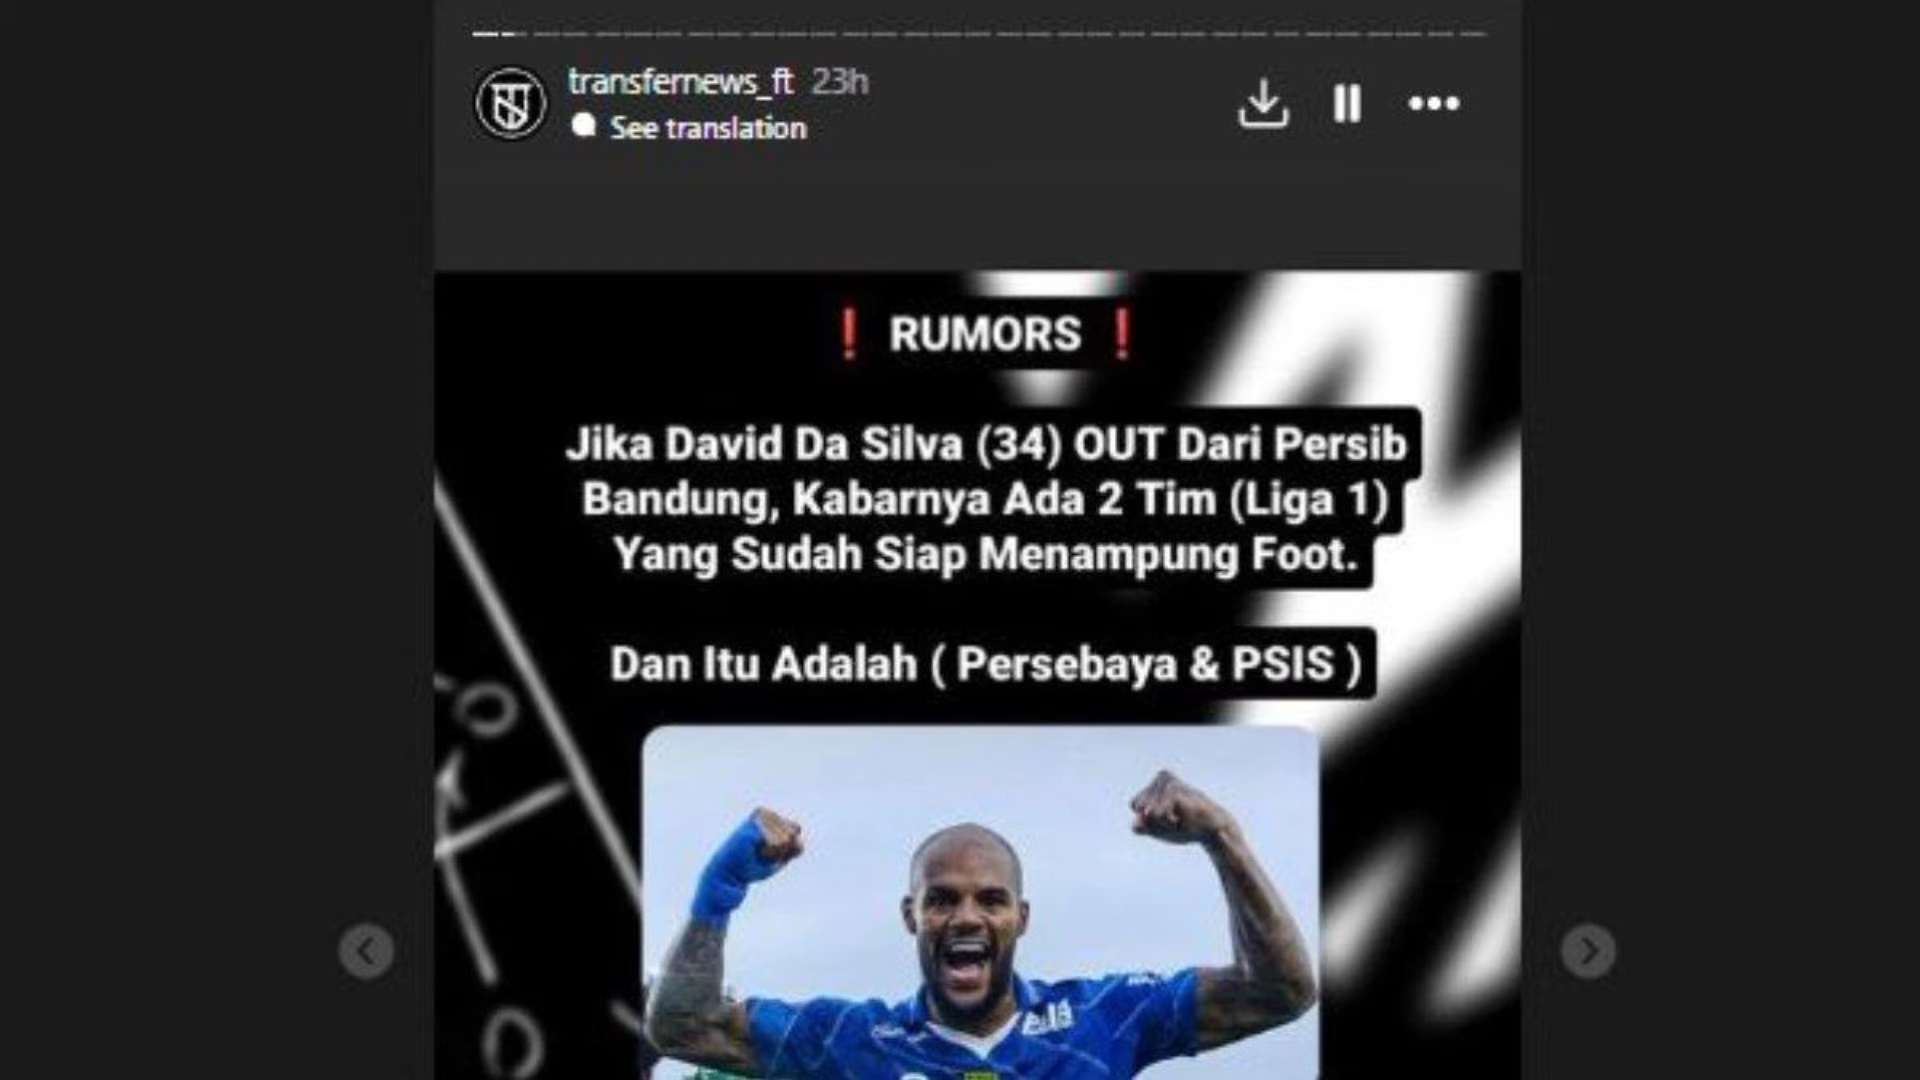 transfernews_ft 23h
See translation
❗ RUMORS ❗
Jika David Da Silva (34) OUT Dari Persib
Bandung, Kabarnya Ada 2 Tim (Liga 1)
Yang Sudah Siap Menampung Foot.
Dan Itu Adalah ( Persebaya & PSIS )